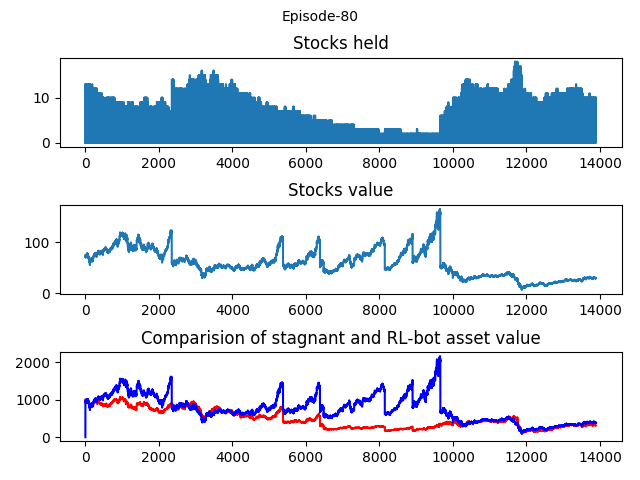 Episode-80
Stocks held
10
0
0 2000 4000 6000 8000 10000 12000 14000
Stocks value
100
0
0 2000 4000 6000 8000 10000 12000 14000
Comparision of stagnant and RL-bot asset value
2000
1000
0
0 2000 4000 6000 8000 10000 12000 14000